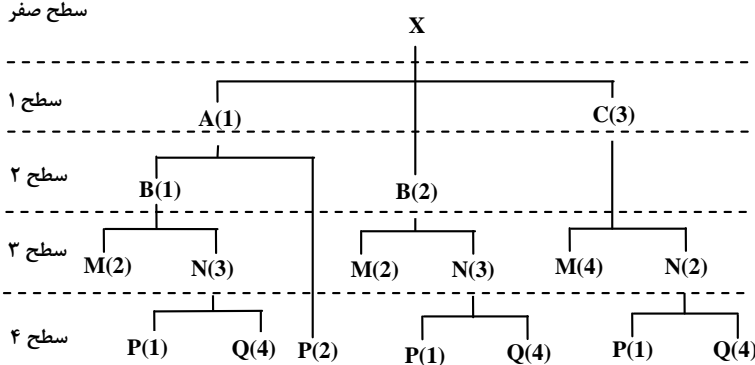 سطح صفر
X
سطح ۱
A(1) C(3)
سطح ۲
B(1) B(2)
سطح ۳
M(2) N(3) M(2) N(3) M(4) N(2)
سطح ۴
P(1) Q(4) P(2) P(1) Q(4) P(1) Q(4)